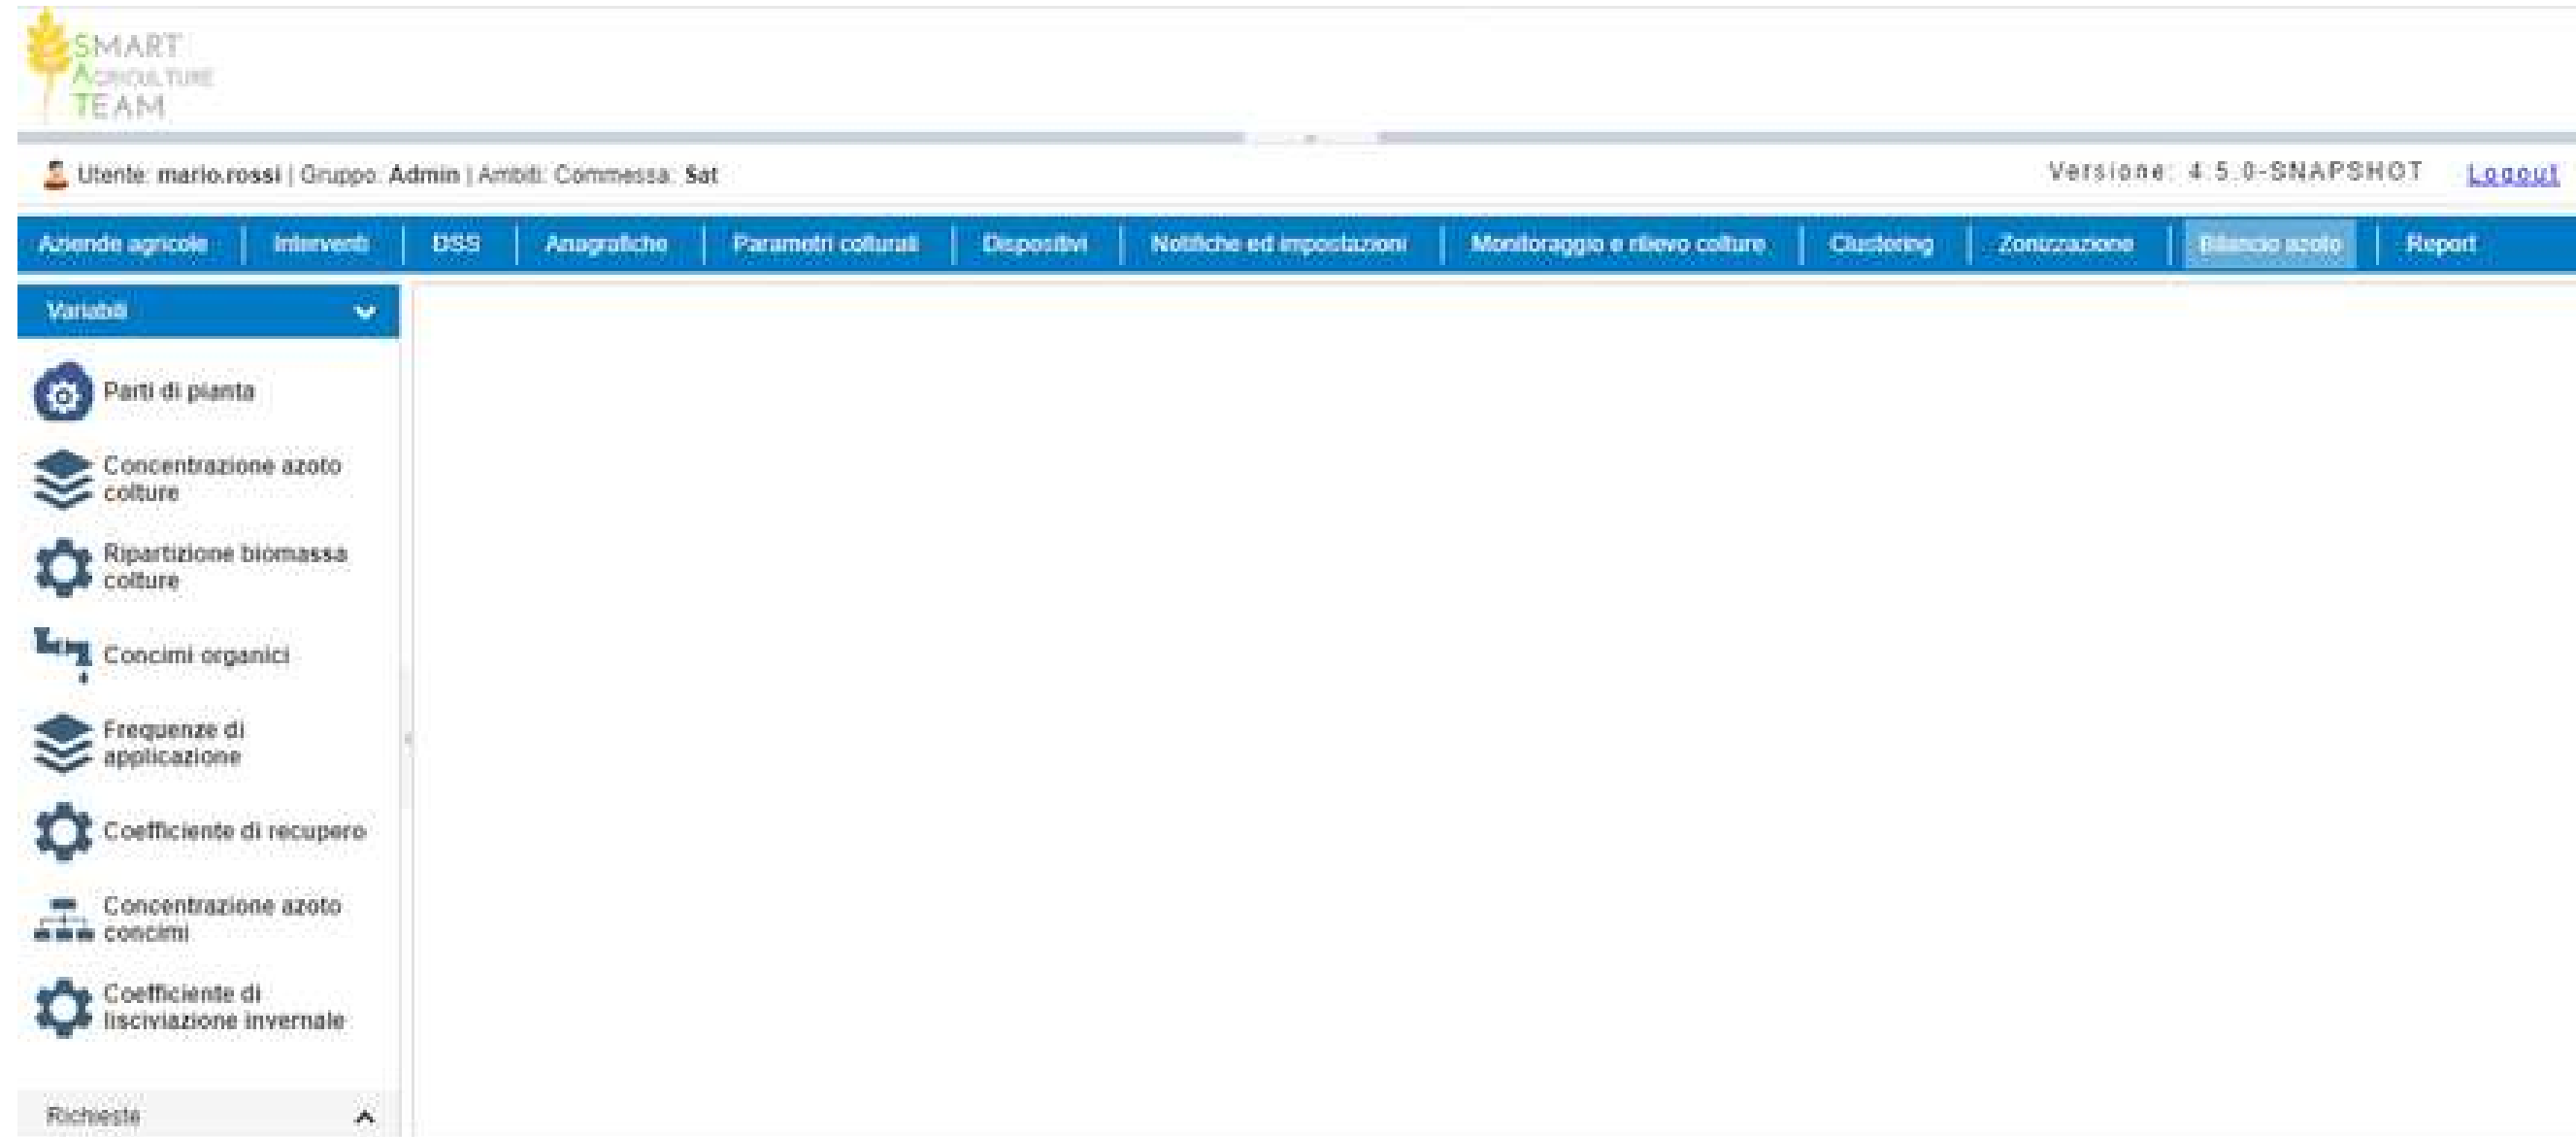 SMART
AGRICULTURE
TEAM
Utente: mario.rossi | Gruppo: Admin | Ambiti: Commessa: Sat
Versione: 4.5.0-SNAPSHOT Logout
Aziende agricole Interventi DSS Anagrafiche Parametri colturali Dispositivi Notifiche ed impostazioni Monitoraggio e rilievo colture Clustering Zonizzazione Bilancio azoto Report
Variabili
Parti di pianta
Concentrazione azoto
colture
Ripartizione biomassa
colture
Concimi organici
Frequenze di
applicazione
Coefficiente di recupero
Concentrazione azoto
concimi
Coefficiente di
lisciviazione invernale
Richieste